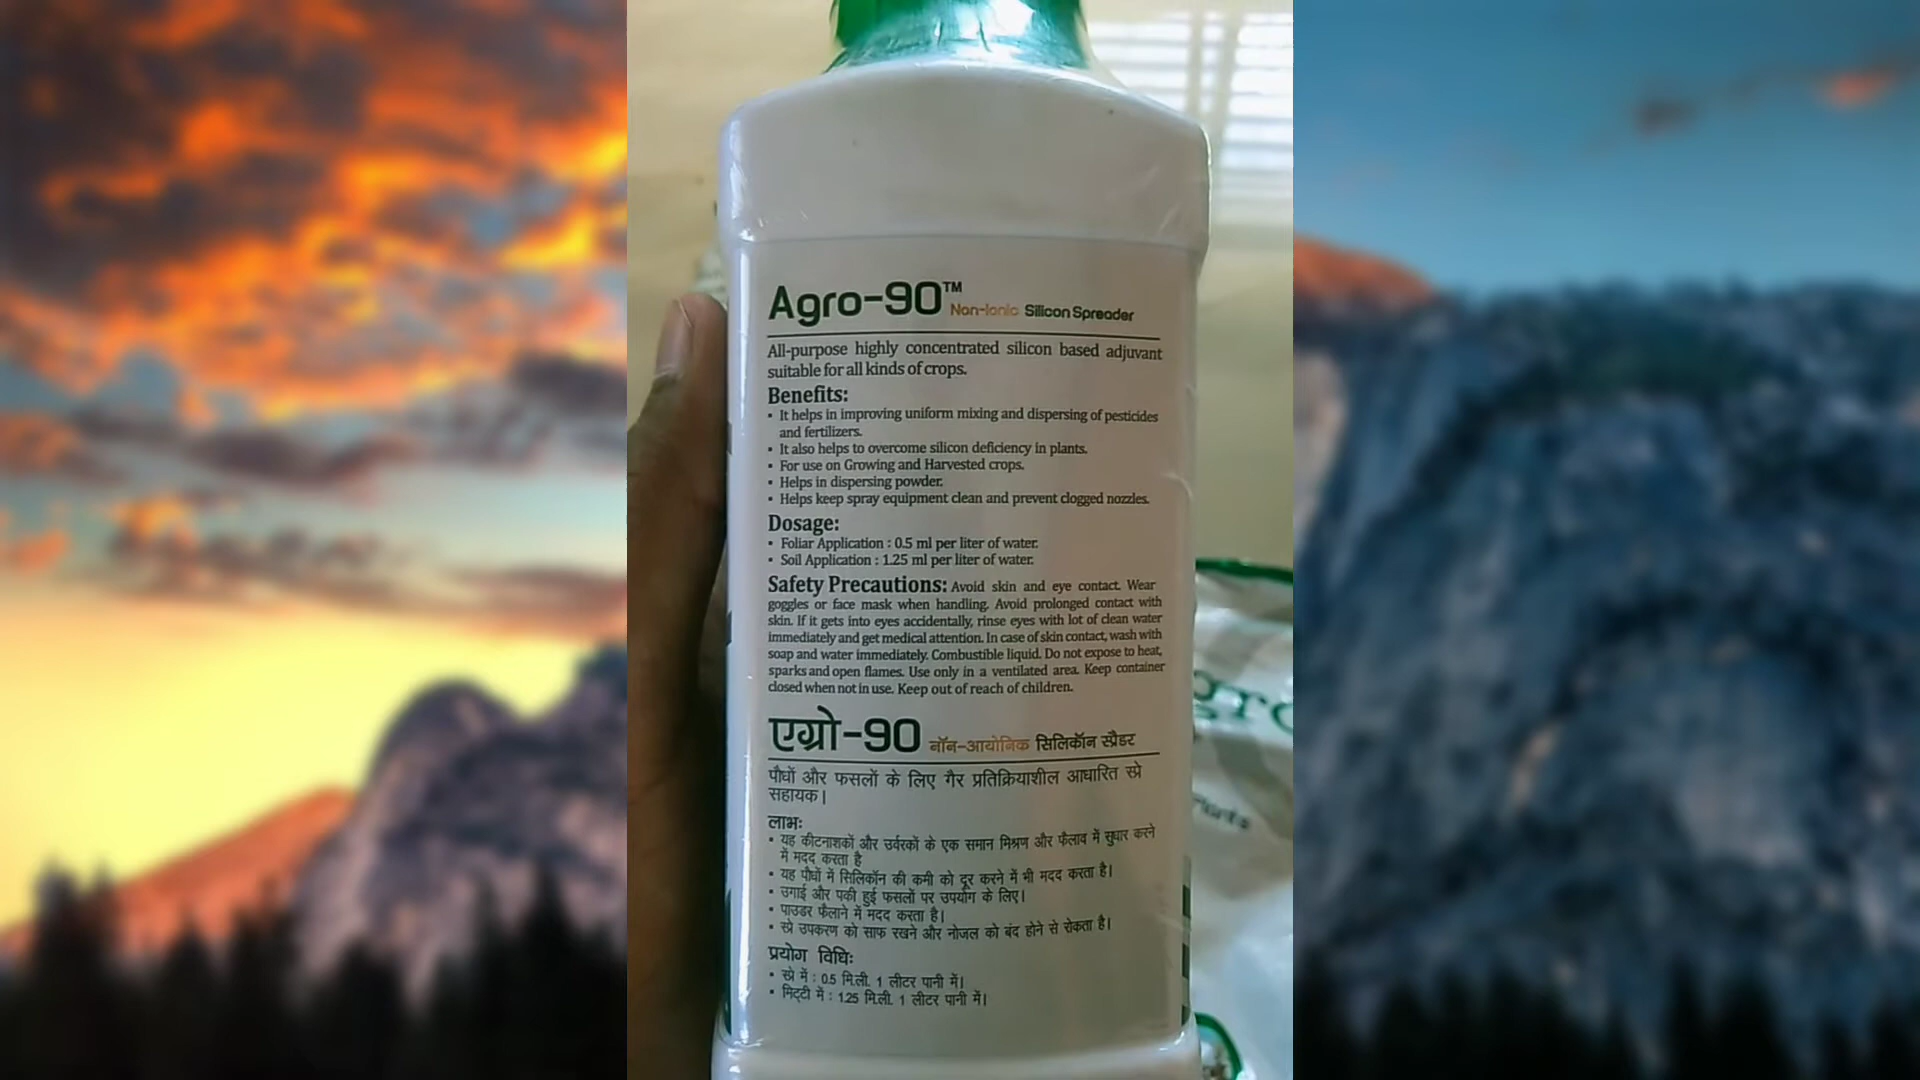 Agro-90™ Non-Ionic Silicon Spreader
All-purpose highly concentrated silicon based adjuvant
suitable for all kinds of crops.
Benefits:
• It helps in improving uniform mixing and dispersing of pesticides
and fertilizers.
• It also helps to overcome silicon deficiency in plants.
• For use on Growing and Harvested crops.
• Helps in dispersing powder.
• Helps keep spray equipment clean and prevent clogged nozzles.
Dosage:
• Foliar Application : 0.5 ml per liter of water.
• Soil Application : 1.25 ml per liter of water.
Safety Precautions: Avoid skin and eye contact. Wear
goggles or face mask when handling. Avoid prolonged contact with
skin. If it gets into eyes accidentally, rinse eyes with lot of clean water
immediately and get medical attention. In case of skin contact, wash with
soap and water immediately. Combustible liquid. Do not expose to heat,
sparks and open flames. Use only in a ventilated area. Keep container
closed when not in use. Keep out of reach of children.
एग्रो-90 नॉन-आयोनिक सिलिकॉन स्प्रैडर
पौधों और फसलों के लिए गैर प्रतिक्रियाशील आधारित स्प्रे
सहायक।
लाभः
• यह कीटनाशकों और उर्वरकों के एक समान मिश्रण और फैलाव में सुधार करने
में मदद करता है
• यह पौधों में सिलिकॉन की कमी को दूर करने में भी मदद करता है।
• उगाई और पकी हुई फसलों पर उपयोग के लिए।
• पाउडर फैलाने में मदद करता है।
• स्प्रे उपकरण को साफ रखने और नोजल को बंद होने से रोकता है।
प्रयोग विधिः
• स्प्रे में : 0.5 मि.ली. 1 लीटर पानी में।
• मिट्टी में : 1.25 मि.ली. 1 लीटर पानी में।